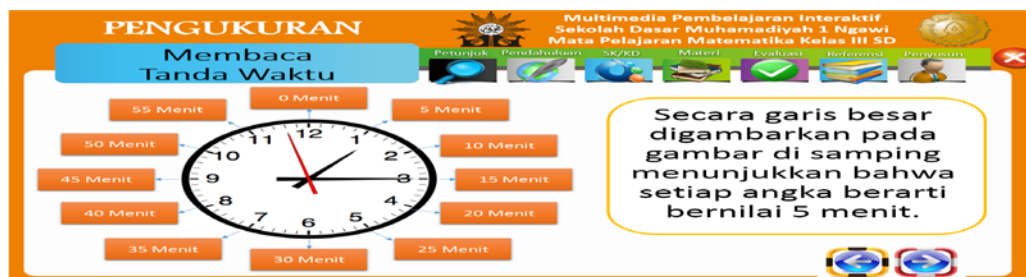 PENGUKURAN
Multimedia Pembelajaran Interaktif
Sekolah Dasar Muhamadiyah 1 Ngawi
Mata Pelajaran Matematika Kelas III SD
Membaca
Tanda Waktu
Petunjuk Pendahuluan SK/KD Materi Evaluasi Referensi Penyusun
0 Menit
55 Menit
5 Menit
50 Menit
10 Menit
45 Menit
15 Menit
40 Menit
20 Menit
35 Menit
25 Menit
30 Menit
12
1
2
3
4
5
6
7
8
9
10
11
Secara garis besar
digambarkan pada
gambar di samping
menunjukkan bahwa
setiap angka berarti
bernilai 5 menit.